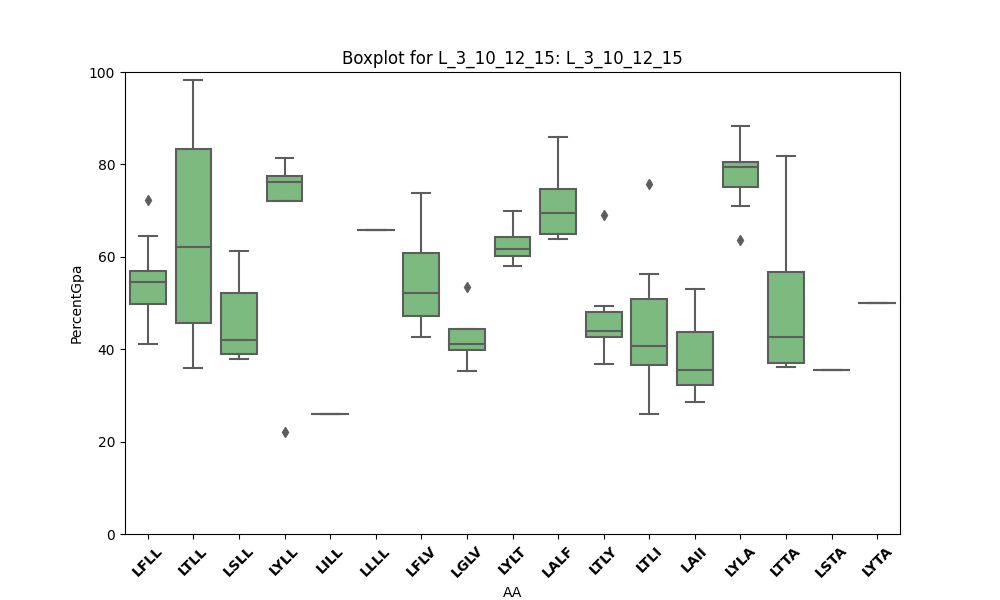 Boxplot for L_3_10_12_15: L_3_10_12_15
PercentGpa
100
80
60
40
20
0
LFLL LTLL LSLL LYLL LILL LLLL LFLV LGLV LYLT LALF LTLY LTLI LAII LYLA LTTA LSTA LYTA
AA